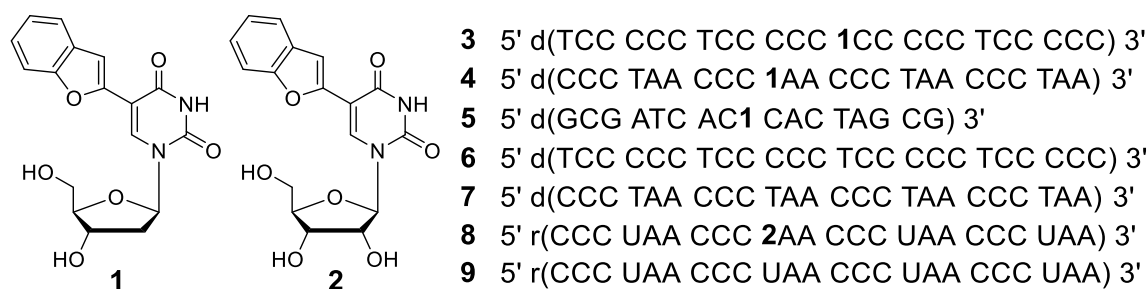 O
O
NH
N
O
HO
O
HO
1
O
O
NH
N
O
HO
O
HO
OH
2
3 5' d(TCC CCC TCC CCC 1CC CCC TCC CCC) 3'
4 5' d(CCC TAA CCC 1AA CCC TAA CCC TAA) 3'
5 5' d(GCG ATC AC1 CAC TAG CG) 3'
6 5' d(TCC CCC TCC CCC TCC CCC TCC CCC) 3'
7 5' d(CCC TAA CCC TAA CCC TAA CCC TAA) 3'
8 5' r(CCC UAA CCC 2AA CCC UAA CCC UAA) 3'
9 5' r(CCC UAA CCC UAA CCC UAA CCC UAA) 3'